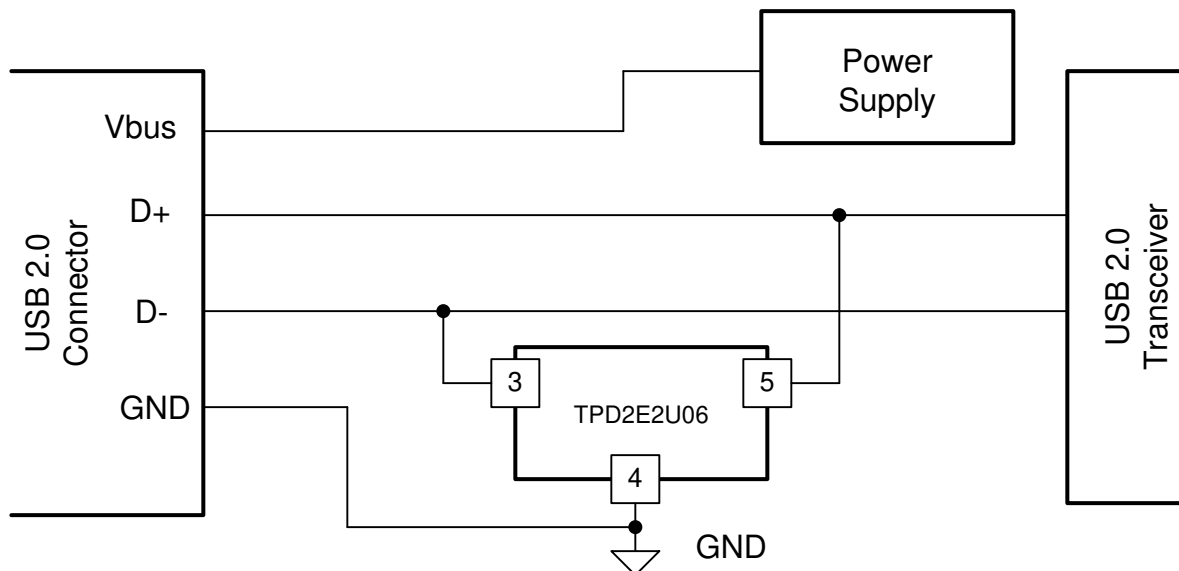 Power
Supply
Vbus
D+
D-
GND
USB 2.0
Connector
3
5
TPD2E2U06
4
GND
USB 2.0
Transceiver